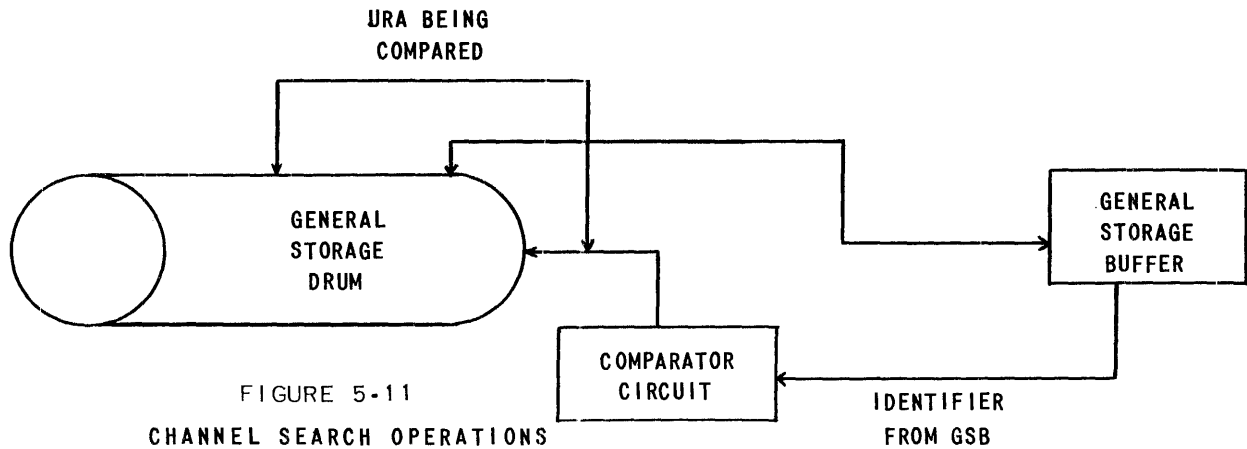 URA BEING
COMPARED
GENERAL
STORAGE
DRUM
GENERAL
STORAGE
BUFFER
COMPARATOR
CIRCUIT
IDENTIFIER
FROM GSB
FIGURE 5-11
CHANNEL SEARCH OPERATIONS